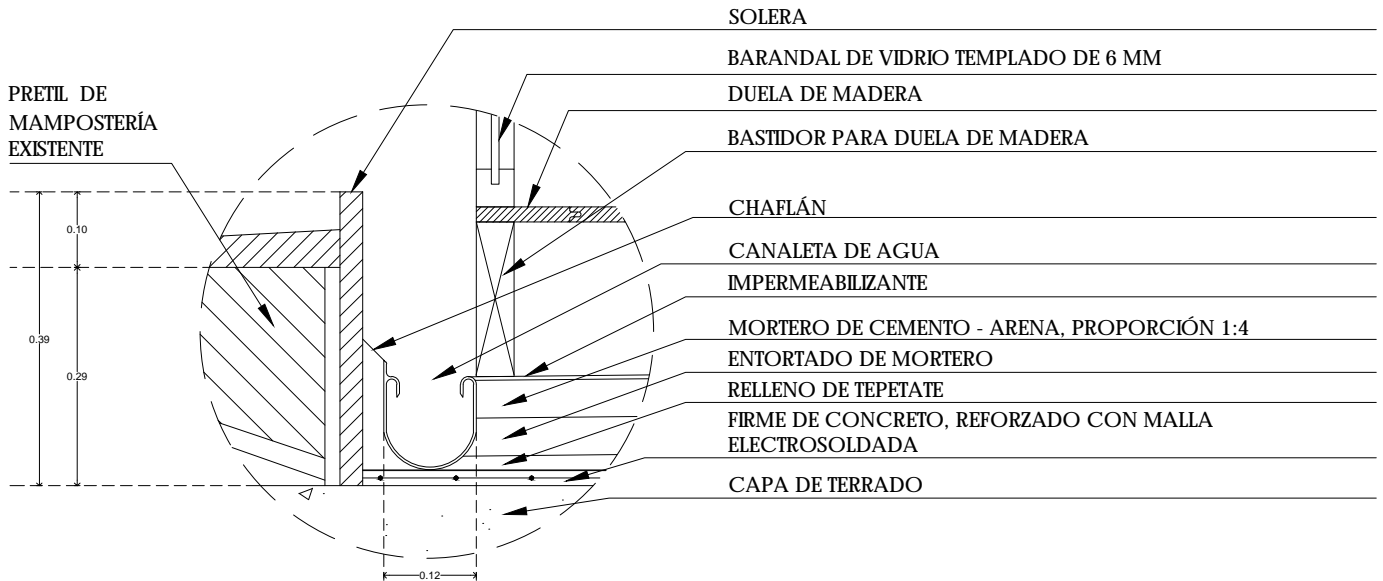 SOLERA
BARANDAL DE VIDRIO TEMPLADO DE 6 MM
DUELA DE MADERA
BASTIDOR PARA DUELA DE MADERA
PRETIL DE
MAMPOSTERÍA
EXISTENTE
CHAFLÁN
CANALETA DE AGUA
IMPERMEABILIZANTE
MORTERO DE CEMENTO - ARENA, PROPORCIÓN 1:4
ENTORTADO DE MORTERO
RELLENO DE TEPETATE
FIRME DE CONCRETO, REFORZADO CON MALLA
ELECTROSOLDADA
CAPA DE TERRADO
0.10
0.39
0.29
0.12